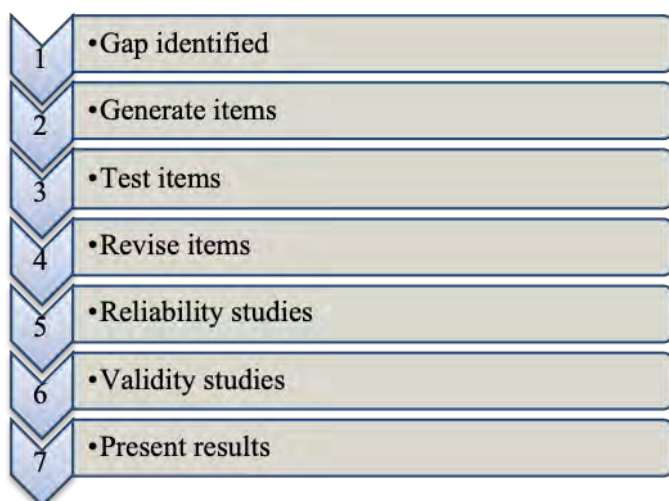 1 •Gap identified
2 •Generate items
3 •Test items
4 •Revise items
5 •Reliability studies
6 •Validity studies
7 •Present results